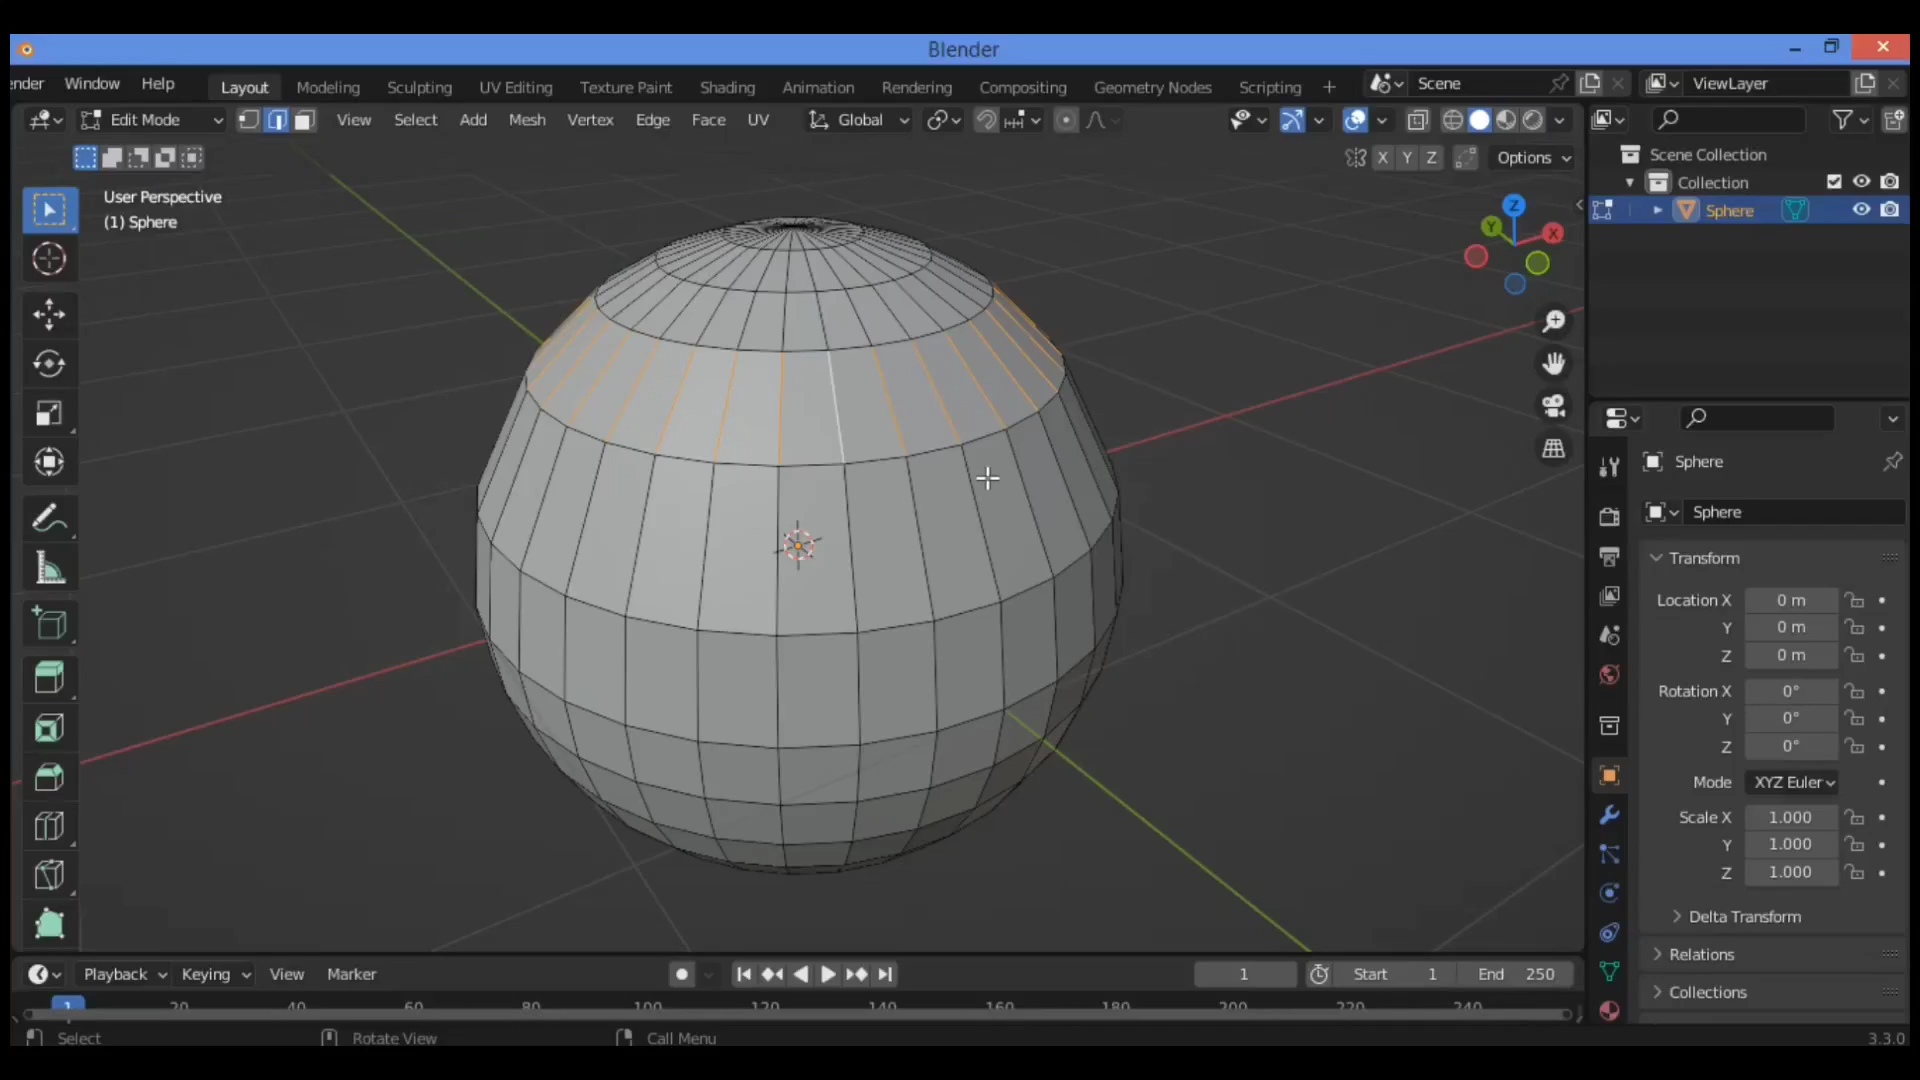 Blender
nder Window Help Layout Modeling Sculpting UV Editing Texture Paint Shading Animation Rendering Compositing Geometry Nodes Scripting + Scene ViewLayer
Edit Mode View Select Add Mesh Vertex Edge Face UV Global
X Y Z Options
User Perspective
(1) Sphere
Z
Y
X
Scene Collection
Collection
Sphere
Sphere
Sphere
Transform
Location X 0 m
Y 0 m
Z 0 m
Rotation X 0°
Y 0°
Z 0°
Mode XYZ Euler
Scale X 1.000
Y 1.000
Z 1.000
Delta Transform
Relations
Collections
Playback Keying View Marker 1 Start 1 End 250
1 20 40 60 80 100 120 140 160 180 200 220 240
Select Rotate View Call Menu 3.3.0